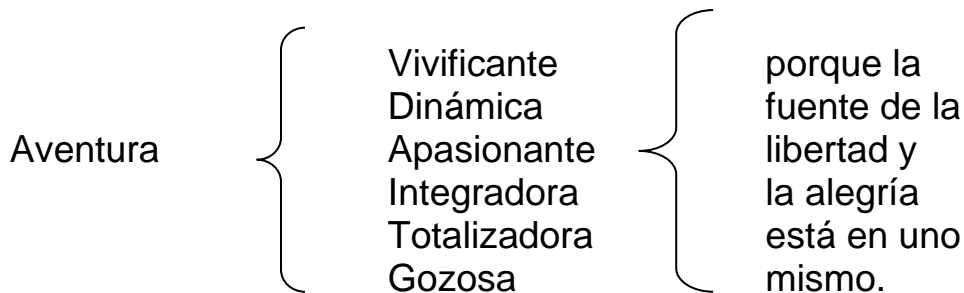 Aventura
Vivificante
Dinámica
Apasionante
Integradora
Totalizadora
Gozosa
porque la
fuente de la
libertad y
la alegría
está en uno
mismo.